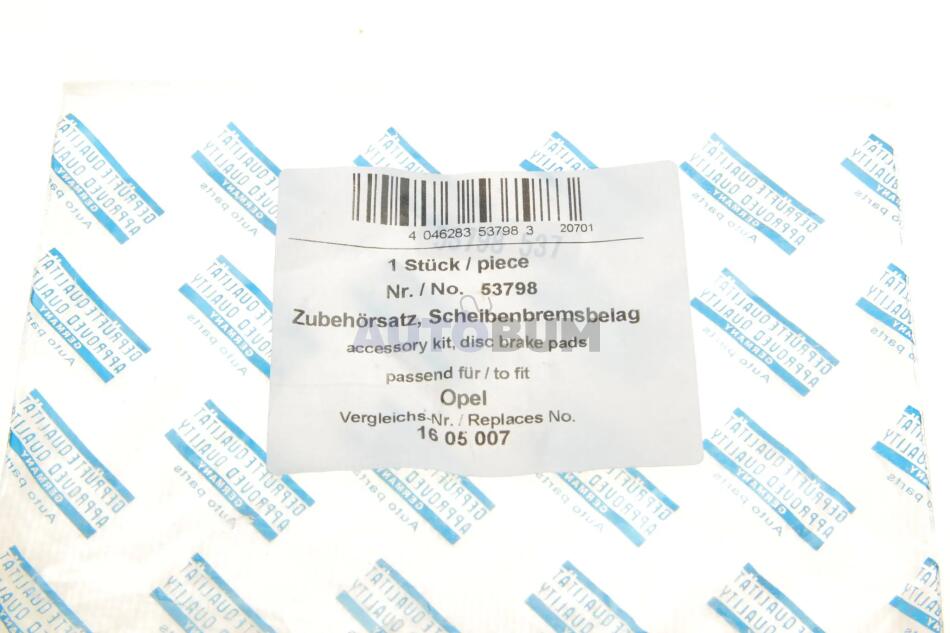 4 046283 53798 3 20701
53798 537
1 Stück / piece
Nr. / No. 53798
Zubehörsatz, Scheibenbremsbelag
AUTOBUM
accessory kit, disc brake pads
passend für / to fit
Opel
Vergleichs-Nr. / Replaces No.
16 05 007
GEPRÜFTE QUALITÄT
APPROVED QUALITY
GERMANY
Auto parts